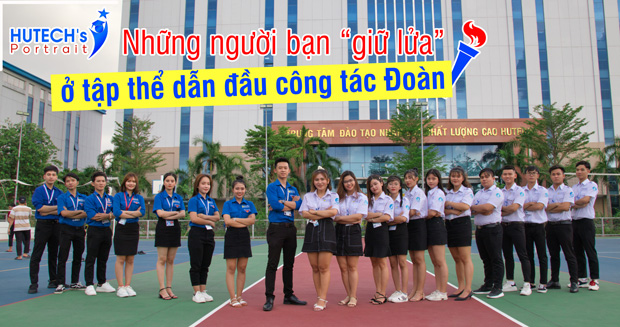 HUTECH's
Portrait
Những người bạn “giữ lửa”
ở tập thể dẫn đầu công tác Đoàn
TRUNG TÂM ĐÀO TẠO NHÂN CHẤT LƯỢNG CAO HUTECH